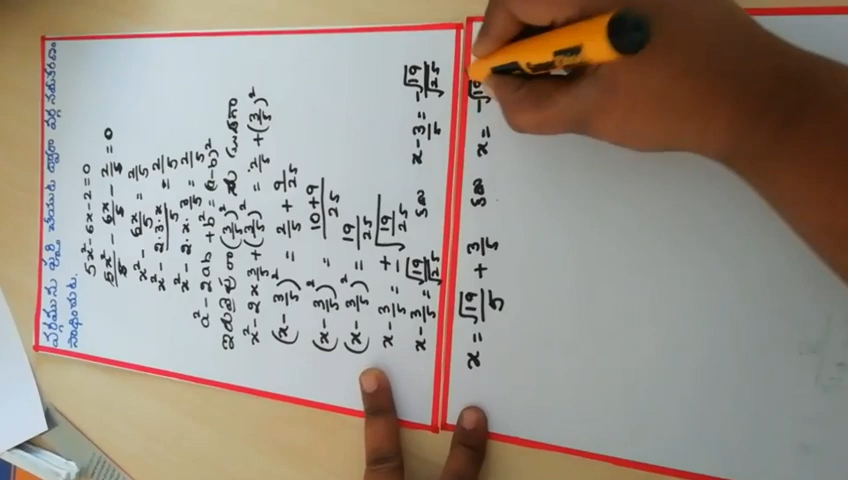 వర్గమును పూర్తి చేయుట ద్వారా వర్గ సమీకరణం
సాధించుట.
5x² - 6x - 2 = 0
5x²/5 - 6x/5 - 2/5 = 0
x² - 6x/5 = 2/5
x² - 2·3·x/5 = 2/5
x² - 2·x·3/5 = 2/5
a² - 2ab + b² = (a-b)²
x² - 2x 3/5 + (3/5)² = 2/5 + (3/5)²
(x - 3/5)² = 2/5 + 9/25
(x - 3/5)² = 10+9/25
(x - 3/5)² = 19/25
x - 3/5 = ± √19/25
x - 3/5 = √19/√25 లేదా x - 3/5 = -√19/√25
x = √19/5 + 3/5 లేదా x = -√19